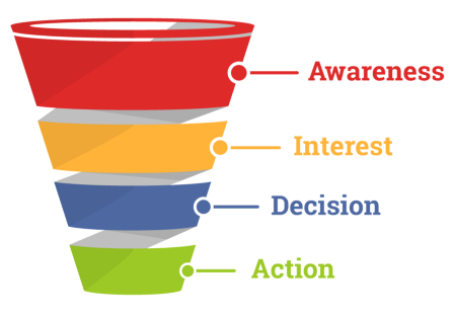 Awareness
Interest
Decision
Action